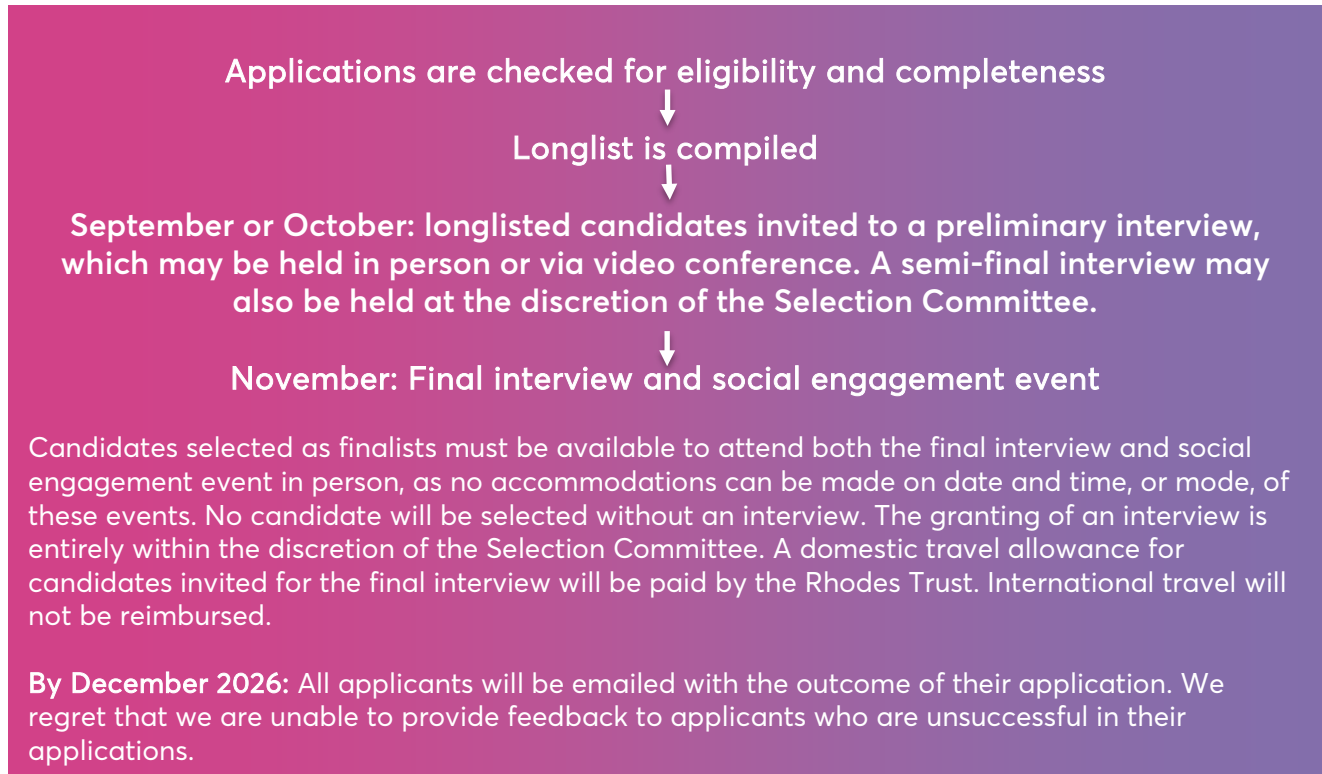 Applications are checked for eligibility and completeness
Longlist is compiled
September or October: longlisted candidates invited to a preliminary interview,
which may be held in person or via video conference. A semi-final interview may
also be held at the discretion of the Selection Committee.
November: Final interview and social engagement event
Candidates selected as finalists must be available to attend both the final interview and social
engagement event in person, as no accommodations can be made on date and time, or mode, of
these events. No candidate will be selected without an interview. The granting of an interview is
entirely within the discretion of the Selection Committee. A domestic travel allowance for
candidates invited for the final interview will be paid by the Rhodes Trust. International travel will
not be reimbursed.
By December 2026: All applicants will be emailed with the outcome of their application. We
regret that we are unable to provide feedback to applicants who are unsuccessful in their
applications.